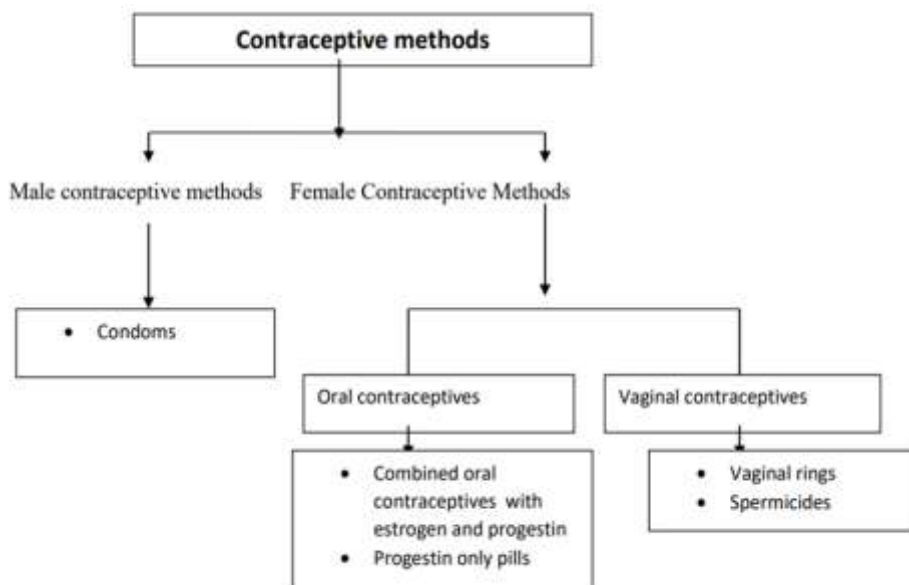 Contraceptive methods
Male contraceptive methods
Female Contraceptive Methods
• Condoms
Oral contraceptives
Vaginal contraceptives
• Combined oral
contraceptives with
estrogen and progestin
• Progestin only pills
• Vaginal rings
• Spermicides